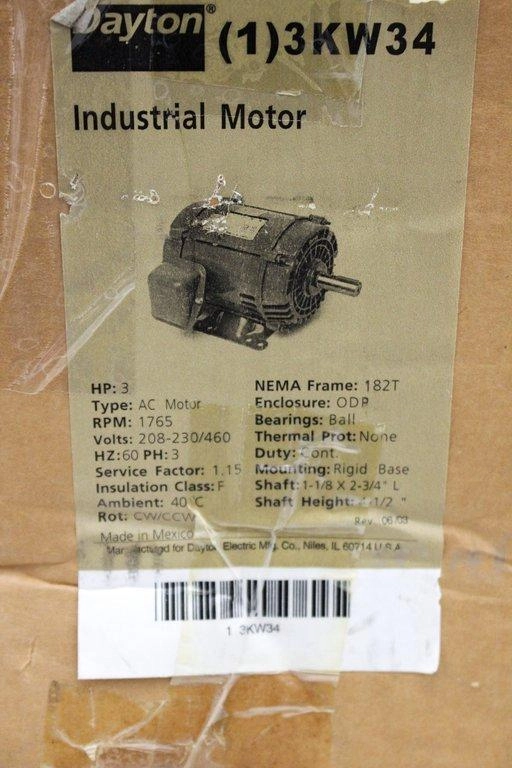 Dayton® (1)3KW34
Industrial Motor
HP: 3
Type: AC Motor
RPM: 1765
Volts: 208-230/460
HZ:60 PH:3
Service Factor: 1.15
Insulation Class: F
Ambient: 40°C
Rot: CW/CCW
NEMA Frame: 182T
Enclosure: ODP
Bearings: Ball
Thermal Prot: None
Duty: Cont.
Mounting: Rigid Base
Shaft: 1-1/8 X 2-3/4" L
Shaft Height: 4-1/2 "
Rev 06/03
Made in Mexico
Manufactured for Dayton Electric Mfg. Co., Niles, IL 60714 U.S.A.
1 3KW34